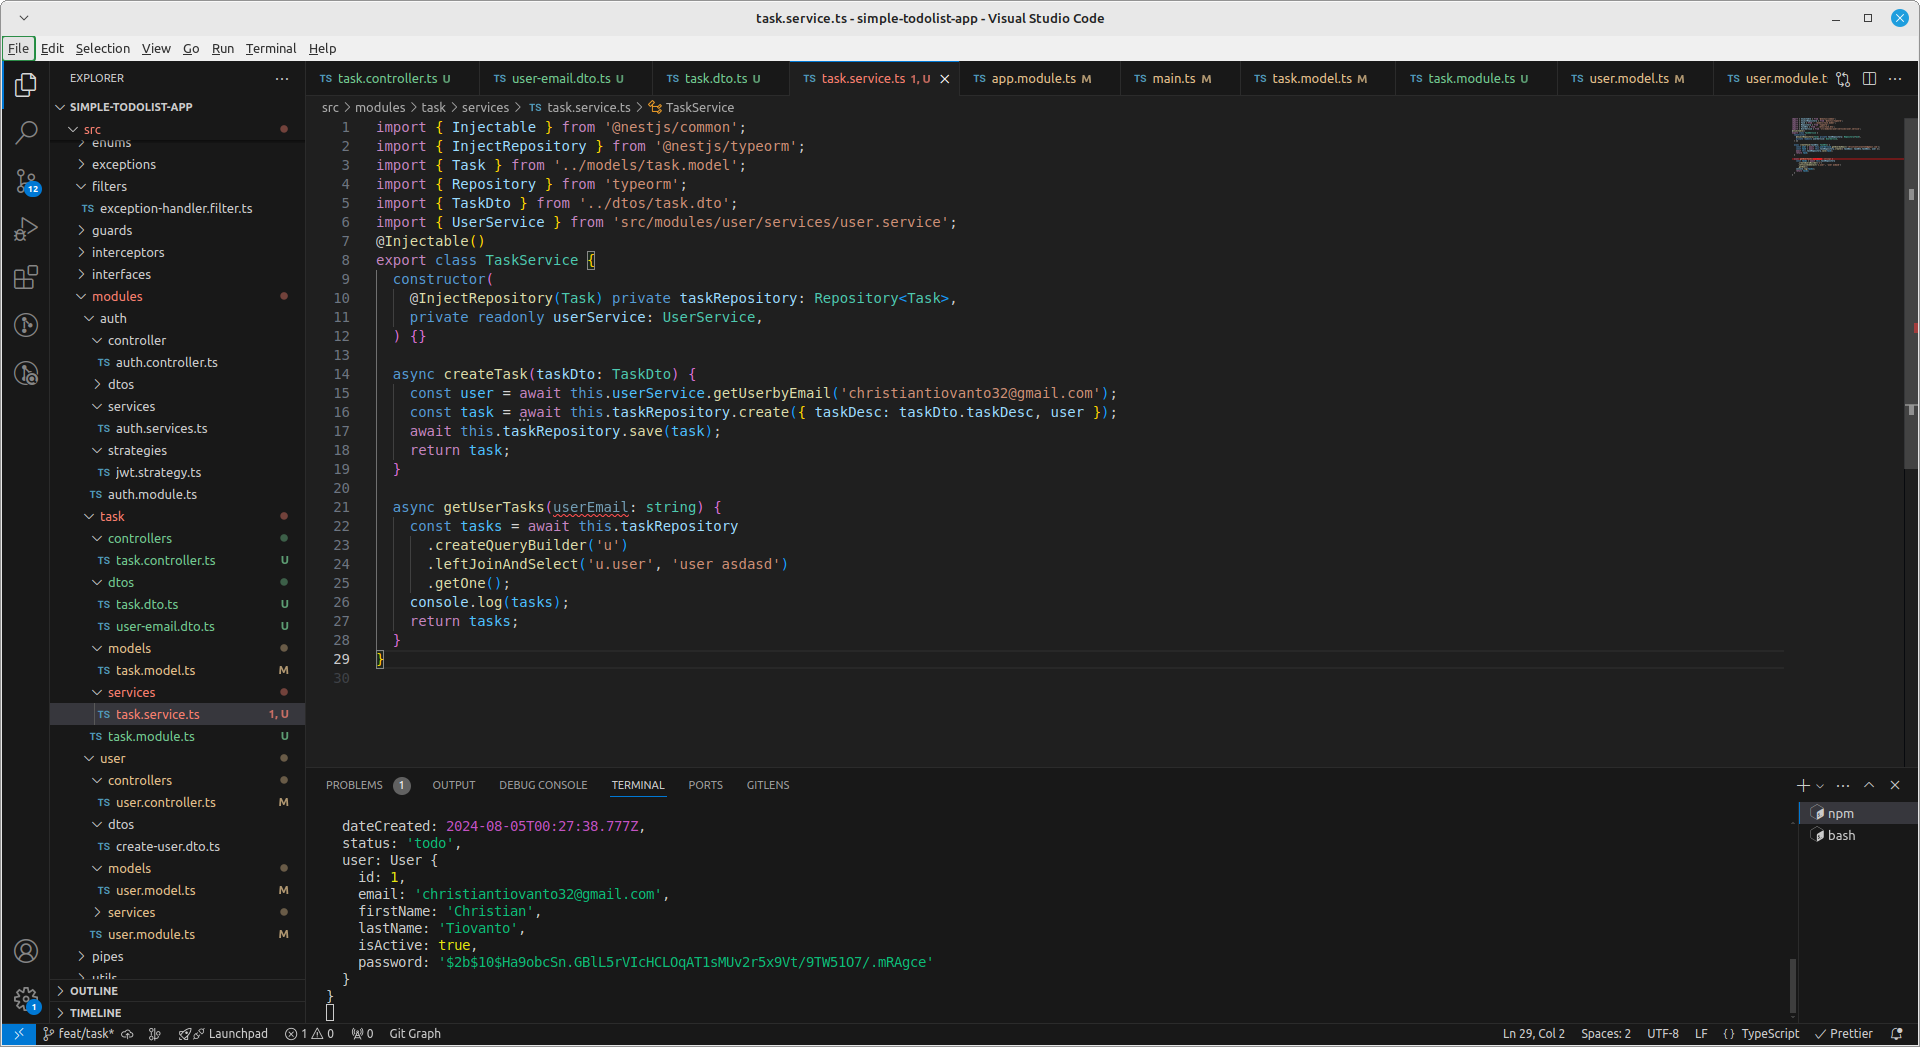 task.service.ts - simple-todolist-app - Visual Studio Code
File Edit Selection View Go Run Terminal Help
EXPLORER
TS task.controller.ts U
TS user-email.dto.ts U
TS task.dto.ts U
TS task.service.ts 1, U
TS app.module.ts M
TS main.ts M
TS task.model.ts M
TS task.module.ts U
TS user.model.ts M
TS user.module.t
SIMPLE-TODOLIST-APP
src
enums
exceptions
filters
TS exception-handler.filter.ts
guards
interceptors
interfaces
modules
auth
controller
TS auth.controller.ts
dtos
services
TS auth.services.ts
strategies
TS jwt.strategy.ts
TS auth.module.ts
task
controllers
TS task.controller.ts U
dtos
TS task.dto.ts U
TS user-email.dto.ts U
models
TS task.model.ts M
services
TS task.service.ts 1, U
TS task.module.ts U
user
controllers
TS user.controller.ts M
dtos
TS create-user.dto.ts
models
TS user.model.ts M
services
TS user.module.ts M
pipes
utils
OUTLINE
TIMELINE
12
1
src > modules > task > services > TS task.service.ts > TaskService
1 import { Injectable } from '@nestjs/common';
2 import { InjectRepository } from '@nestjs/typeorm';
3 import { Task } from '../models/task.model';
4 import { Repository } from 'typeorm';
5 import { TaskDto } from '../dtos/task.dto';
6 import { UserService } from 'src/modules/user/services/user.service';
7 @Injectable()
8 export class TaskService {
9 constructor(
10 @InjectRepository(Task) private taskRepository: Repository<Task>,
11 private readonly userService: UserService,
12 ) {}
13
14 async createTask(taskDto: TaskDto) {
15 const user = await this.userService.getUserbyEmail('christiantiovanto32@gmail.com');
16 const task = await this.taskRepository.create({ taskDesc: taskDto.taskDesc, user });
17 await this.taskRepository.save(task);
18 return task;
19 }
20
21 async getUserTasks(userEmail: string) {
22 const tasks = await this.taskRepository
23 .createQueryBuilder('u')
24 .leftJoinAndSelect('u.user', 'user asdasd')
25 .getOne();
26 console.log(tasks);
27 return tasks;
28 }
29 }
30
PROBLEMS 1 OUTPUT DEBUG CONSOLE TERMINAL PORTS GITLENS
dateCreated: 2024-08-05T00:27:38.777Z,
status: 'todo',
user: User {
id: 1,
email: 'christiantiovanto32@gmail.com',
firstName: 'Christian',
lastName: 'Tiovanto',
isActive: true,
password: '$2b$10$Ha9obcSn.GBlL5rVIcHCLOqAT1sMUv2r5x9Vt/9TW51O7/.mRAgce'
}
}
npm
bash
feat/task* Launchpad 1 0 0 Git Graph
Ln 29, Col 2 Spaces: 2 UTF-8 LF {} TypeScript Prettier